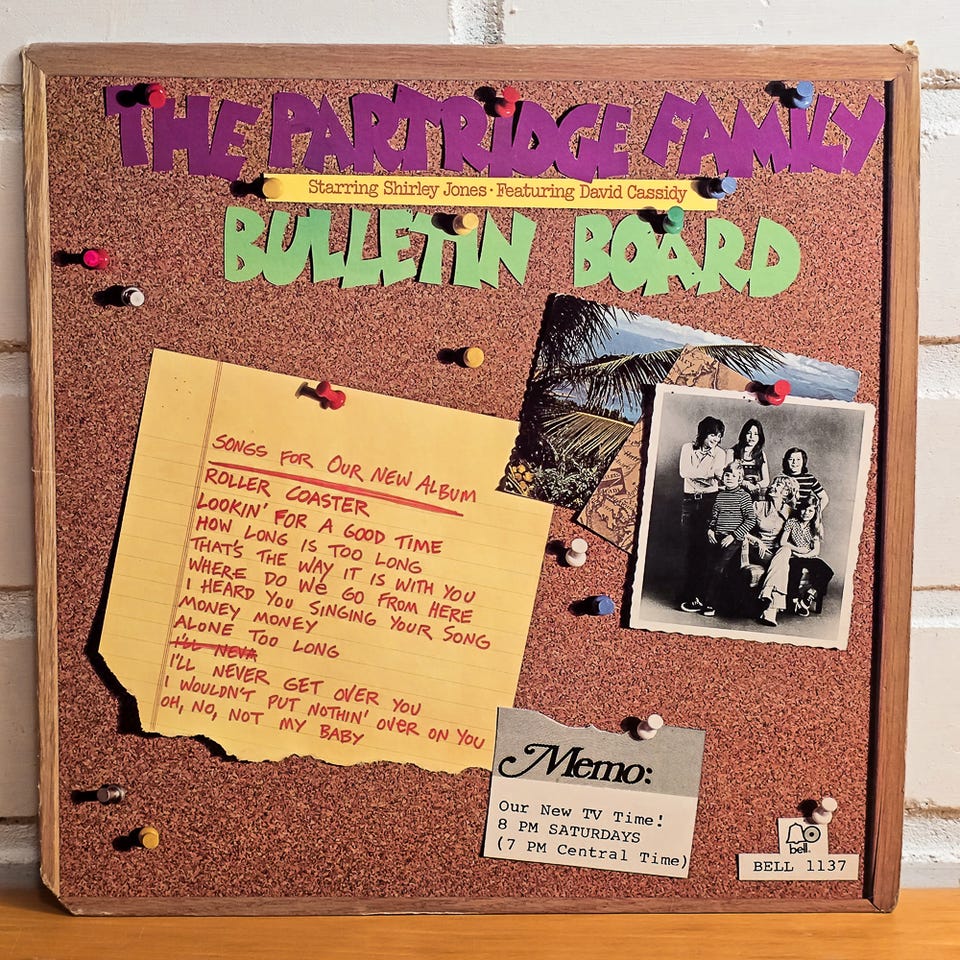 THE PARTRIDGE FAMILY
Starring Shirley Jones · Featuring David Cassidy
BULLETIN BOARD
SONGS FOR OUR NEW ALBUM
ROLLER COASTER
LOOKIN' FOR A GOOD TIME
HOW LONG IS TOO LONG
THAT'S THE WAY IT IS WITH YOU
WHERE DO WE GO FROM HERE
I HEARD YOU SINGING YOUR SONG
MONEY MONEY
ALONE TOO LONG
I'LL NEVA
I'LL NEVER GET OVER YOU
I WOULDN'T PUT NOTHIN' OVER ON YOU
OH, NO, NOT MY BABY
Memo:
Our New TV Time!
8 PM SATURDAYS
(7 PM Central Time)
bell.
BELL 1137